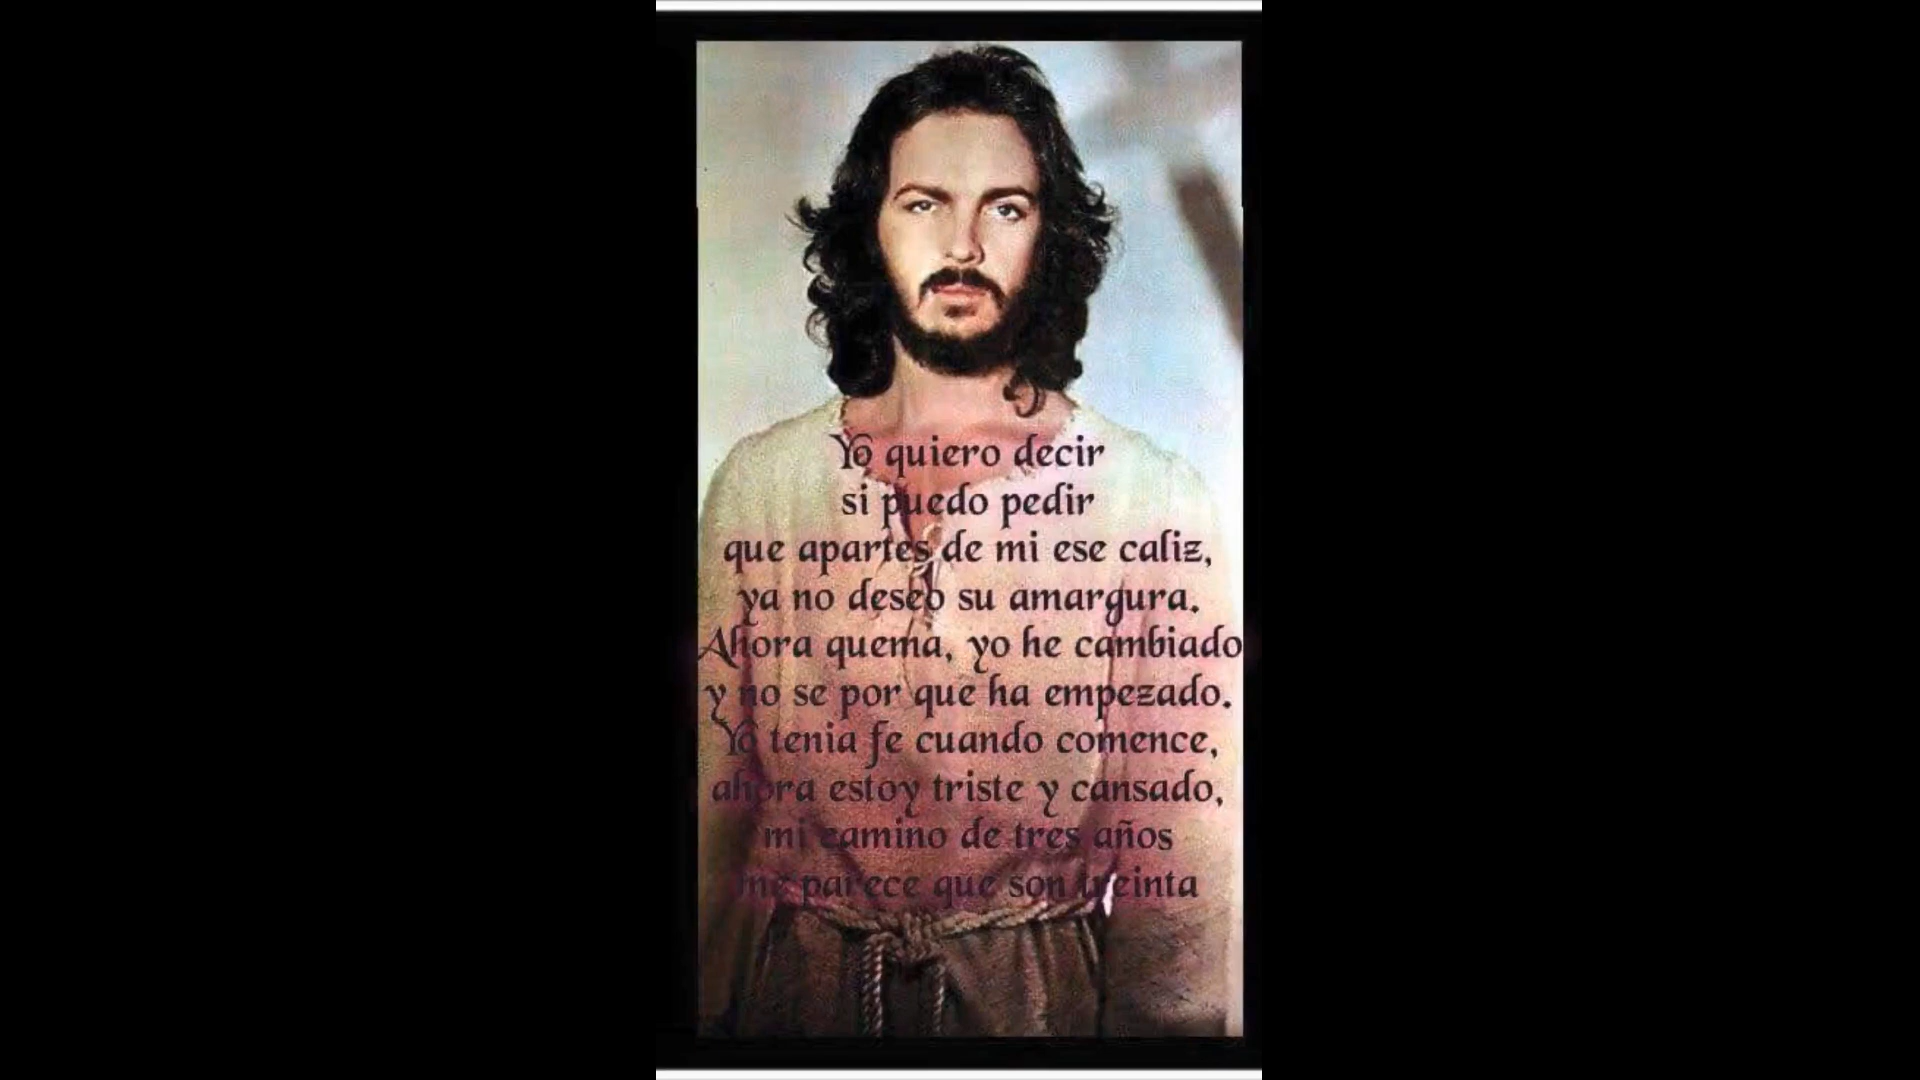 Yo quiero decir
si puedo pedir
que apartes de mi ese caliz,
ya no deseo su amargura.
Ahora quema, yo he cambiado
y no se por que ha empezado.
Yo tenia fe cuando comence,
ahora estoy triste y cansado,
mi camino de tres años
me parece que son treinta